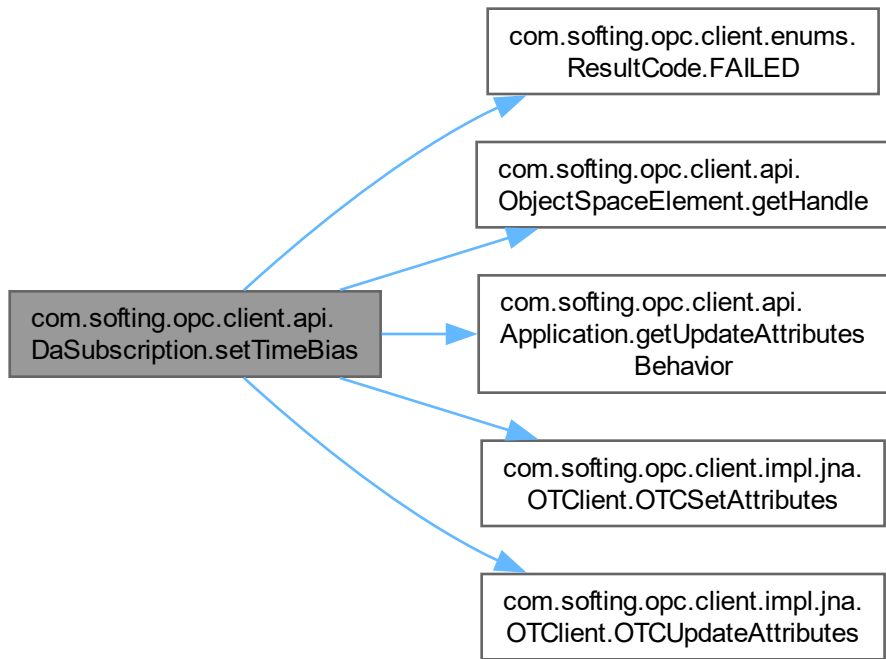 com.softing.opc.client.enums.
ResultCode.FAILED
com.softing.opc.client.api.
ObjectSpaceElement.getHandle
com.softing.opc.client.api.
DaSubscription.setTimeBias
com.softing.opc.client.api.
Application.getUpdateAttributes
Behavior
com.softing.opc.client.impl.jna.
OTClient.OTCSetAttributes
com.softing.opc.client.impl.jna.
OTClient.OTCUpdateAttributes